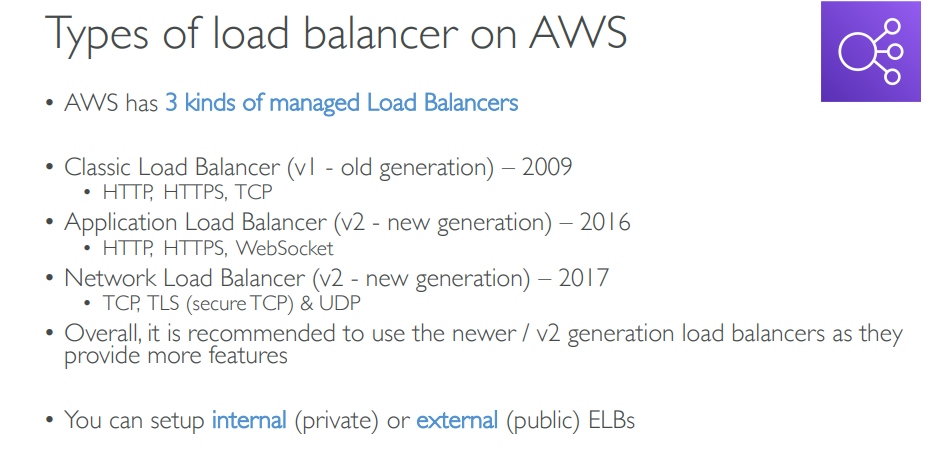 Types of load balancer on AWS
• AWS has 3 kinds of managed Load Balancers
• Classic Load Balancer (v1 - old generation) – 2009
• HTTP, HTTPS, TCP
• Application Load Balancer (v2 - new generation) – 2016
• HTTP, HTTPS, WebSocket
• Network Load Balancer (v2 - new generation) – 2017
• TCP, TLS (secure TCP) & UDP
• Overall, it is recommended to use the newer / v2 generation load balancers as they
provide more features
• You can setup internal (private) or external (public) ELBs